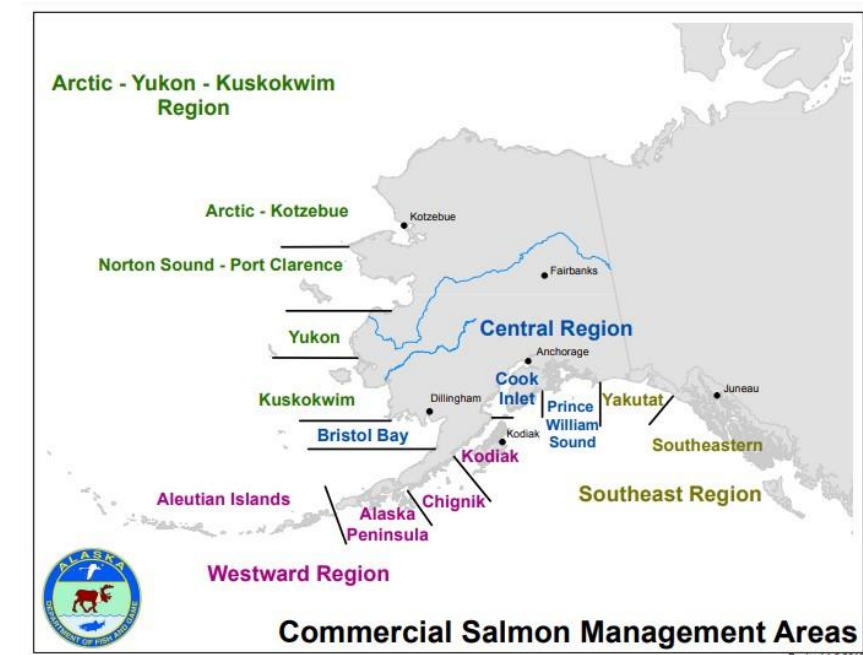 Arctic - Yukon - Kuskokwim
Region
Arctic - Kotzebue
Kotzebue
Norton Sound - Port Clarence
Fairbanks
Yukon
Central Region
Anchorage
Kuskokwim
Dillingham
Cook
Inlet
Prince
William
Sound
Yakutat
Juneau
Bristol Bay
Kodiak
Kodiak
Southeastern
Aleutian Islands
Alaska
Peninsula
Chignik
Southeast Region
Westward Region
ALASKA
DEPARTMENT OF FISH AND GAME
Commercial Salmon Management Areas